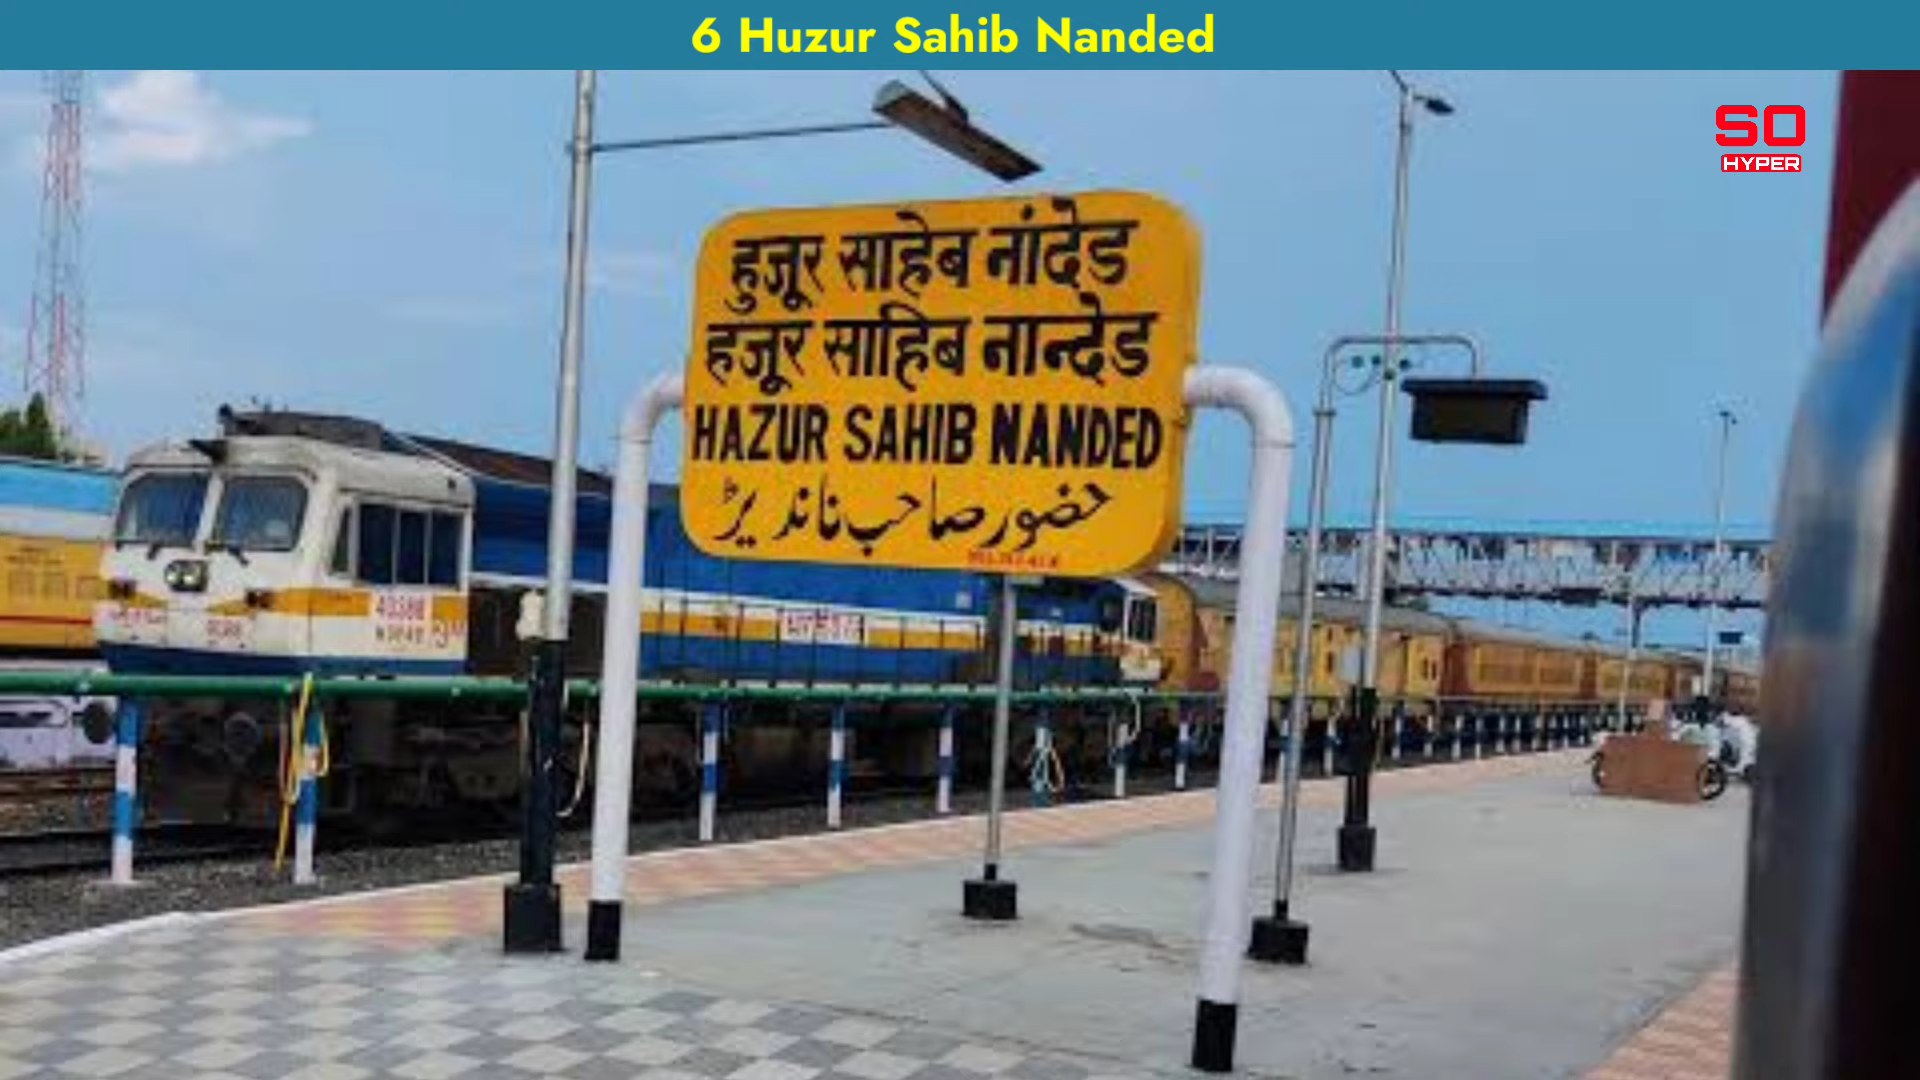 6 Huzur Sahib Nanded
SO
HYPER
हुजूर साहेब नांदेड
हजूर साहिब नान्देड
HAZUR SAHIB NANDED
حضور صاحب ناندیڑ